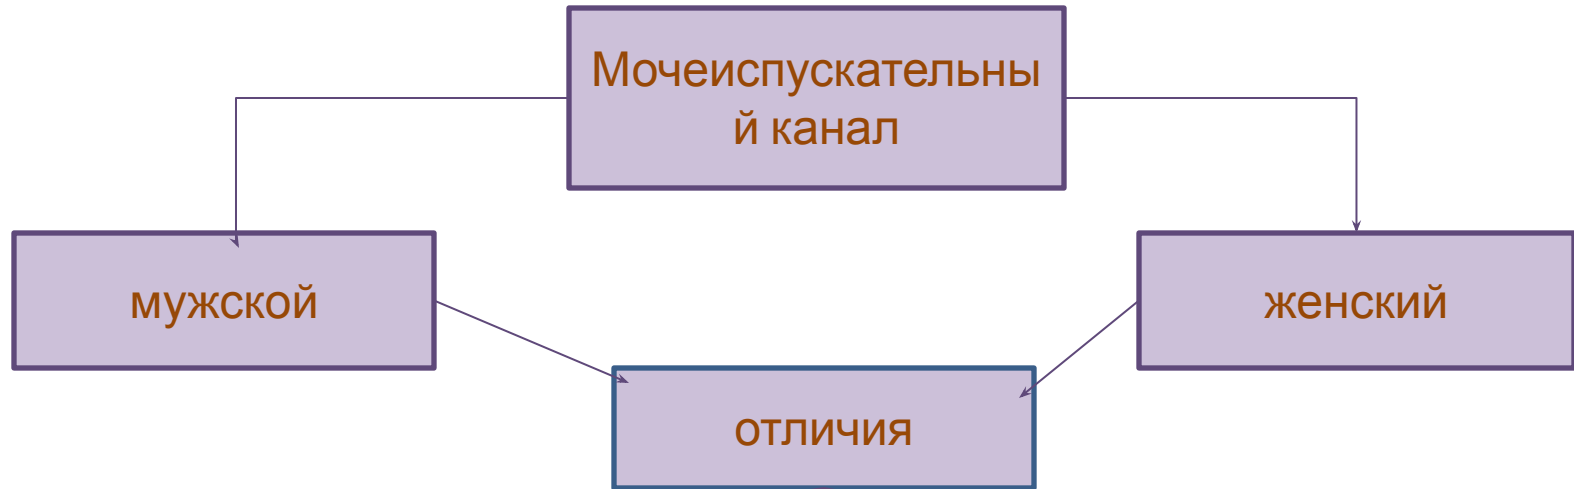 Мочеиспускательны
й канал
мужской
женский
отличия